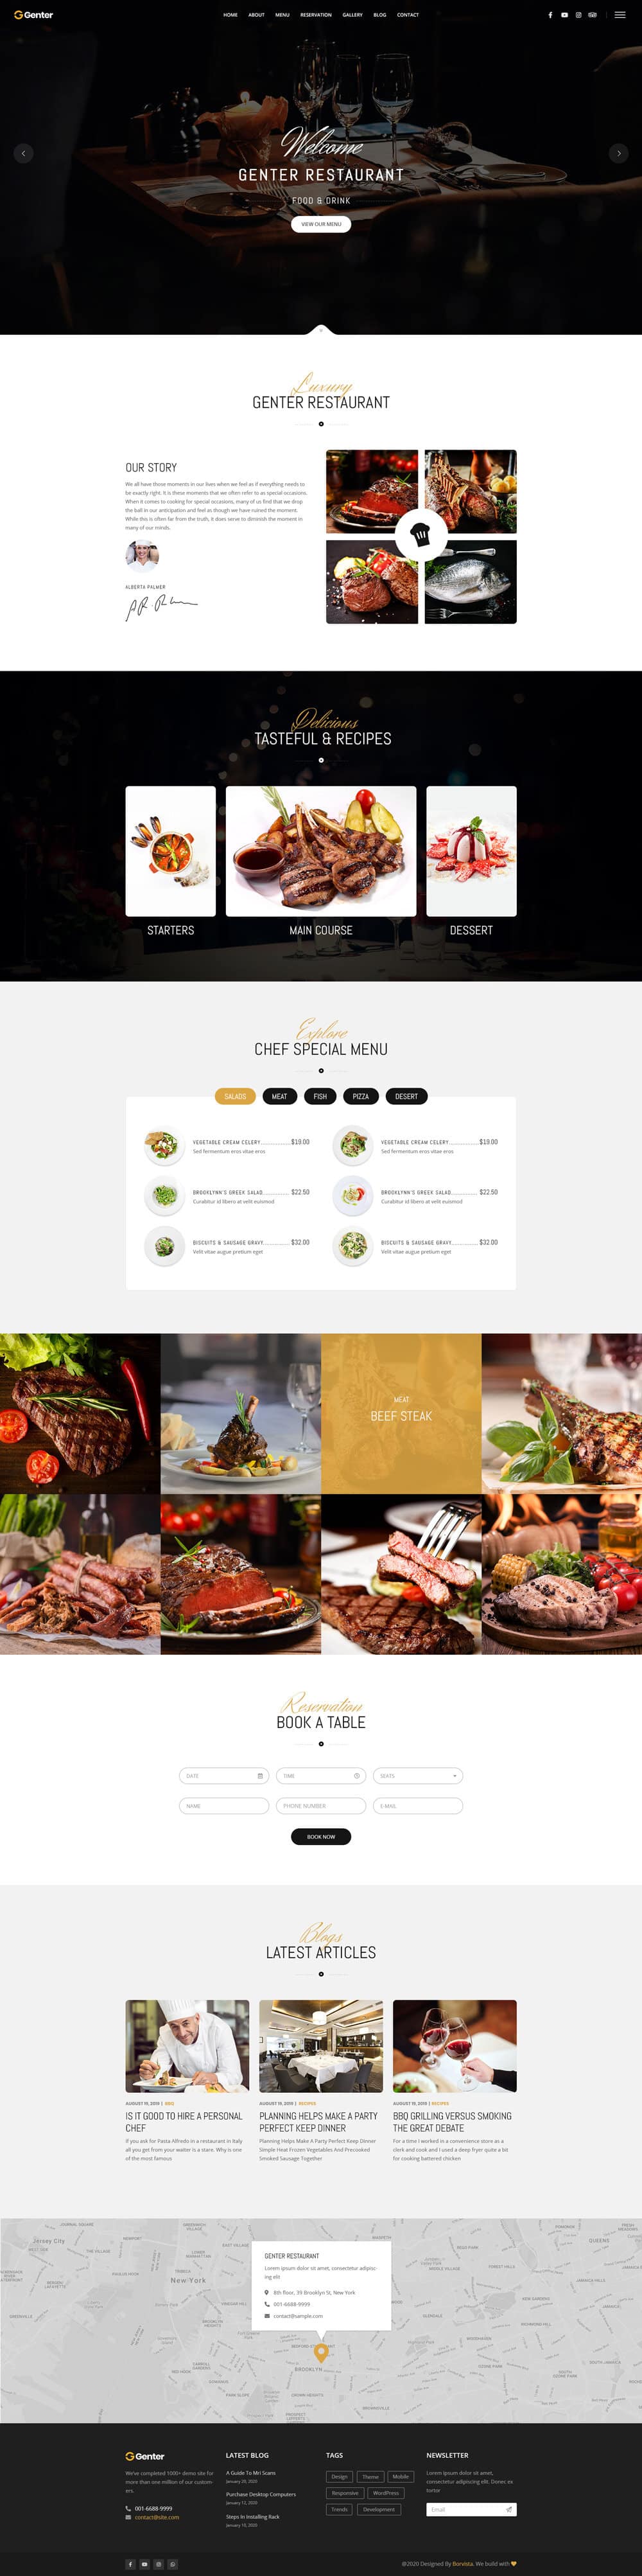 Genter
HOME ABOUT MENU RESERVATION GALLERY BLOG CONTACT
Welcome
GENTER RESTAURANT
FOOD & DRINK
VIEW OUR MENU
Luxury
GENTER RESTAURANT
OUR STORY
We all have those moments in our lives when we feel as if everything needs to
be exactly right. It is these moments that we often refer to as special occasions.
When it comes to cooking for special occasions, many of us find that we drop
the ball in our anticipation and feel as though we have ruined the moment.
While this is often far from the truth, it does serve to diminish the moment in
many of our minds.
ALBERTA PALMER
Delicious
TASTEFUL & RECIPES
STARTERS
MAIN COURSE
DESSERT
Explore
CHEF SPECIAL MENU
SALADS MEAT FISH PIZZA DESERT
VEGETABLE CREAM CELERY $19.00
Sed fermentum eros vitae eros
VEGETABLE CREAM CELERY $19.00
Sed fermentum eros vitae eros
BROOKLYNN'S GREEK SALAD $22.50
Curabitur id libero at velit euismod
BROOKLYNN'S GREEK SALAD $22.50
Curabitur id libero at velit euismod
BISCUITS & SAUSAGE GRAVY $32.00
Velit vitae augue pretium eget
BISCUITS & SAUSAGE GRAVY $32.00
Velit vitae augue pretium eget
MEAT
BEEF STEAK
Reservation
BOOK A TABLE
DATE TIME SEATS
NAME PHONE NUMBER E-MAIL
BOOK NOW
Blogs
LATEST ARTICLES
AUGUST 19, 2019 | BBQ
IS IT GOOD TO HIRE A PERSONAL
CHEF
If you ask for Pasta Alfredo in a restaurant in Italy
all you get from your waiter is a stare. Why is one
of the most famous
AUGUST 19, 2019 | RECIPES
PLANNING HELPS MAKE A PARTY
PERFECT KEEP DINNER
Planning Helps Make A Party Perfect Keep Dinner
Simple Heat Frozen Vegetables And Precooked
Smoked Sausage Together
AUGUST 19, 2019 | RECIPES
BBQ GRILLING VERSUS SMOKING
THE GREAT DEBATE
For a time I worked in a convenience store as a
clerk and cook and I used a deep fryer quite a bit
for cooking battered chicken
Jersey City
New York
QUEENS
EAST VILLAGE
BROOKLYN
GENTER RESTAURANT
Lorem ipsum dolor sit amet, consectetur adipisc-
ing elit
8th floor, 35 Brooklyn St, New York
001-6688-9999
contact@sample.com
Genter
We've completed 1000+ demo site for
more than one million of our custom-
ers.
001-6688-9999
contact@site.com
LATEST BLOG
A Guide To Mri Scans
January 20, 2020
Purchase Desktop Computers
January 17, 2020
Steps In Installing Rack
January 15, 2020
TAGS
Design Theme Mobile
Responsive WordPress
Trends Development
NEWSLETTER
Lorem ipsum dolor sit amet,
consectetur adipiscing elit. Donec ex
tortor
Email
@2020 Designed By Borvista. We build with